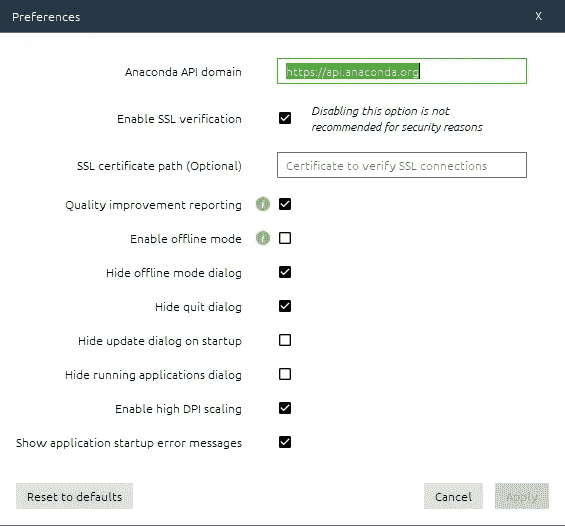 Preferences X
Anaconda API domain https://api.anaconda.org
Enable SSL verification Disabling this option is not
recommended for security reasons
SSL certificate path (Optional) Certificate to verify SSL connections
Quality improvement reporting i
Enable offline mode i
Hide offline mode dialog
Hide quit dialog
Hide update dialog on startup
Hide running applications dialog
Enable high DPI scaling
Show application startup error messages
Reset to defaults Cancel Apply